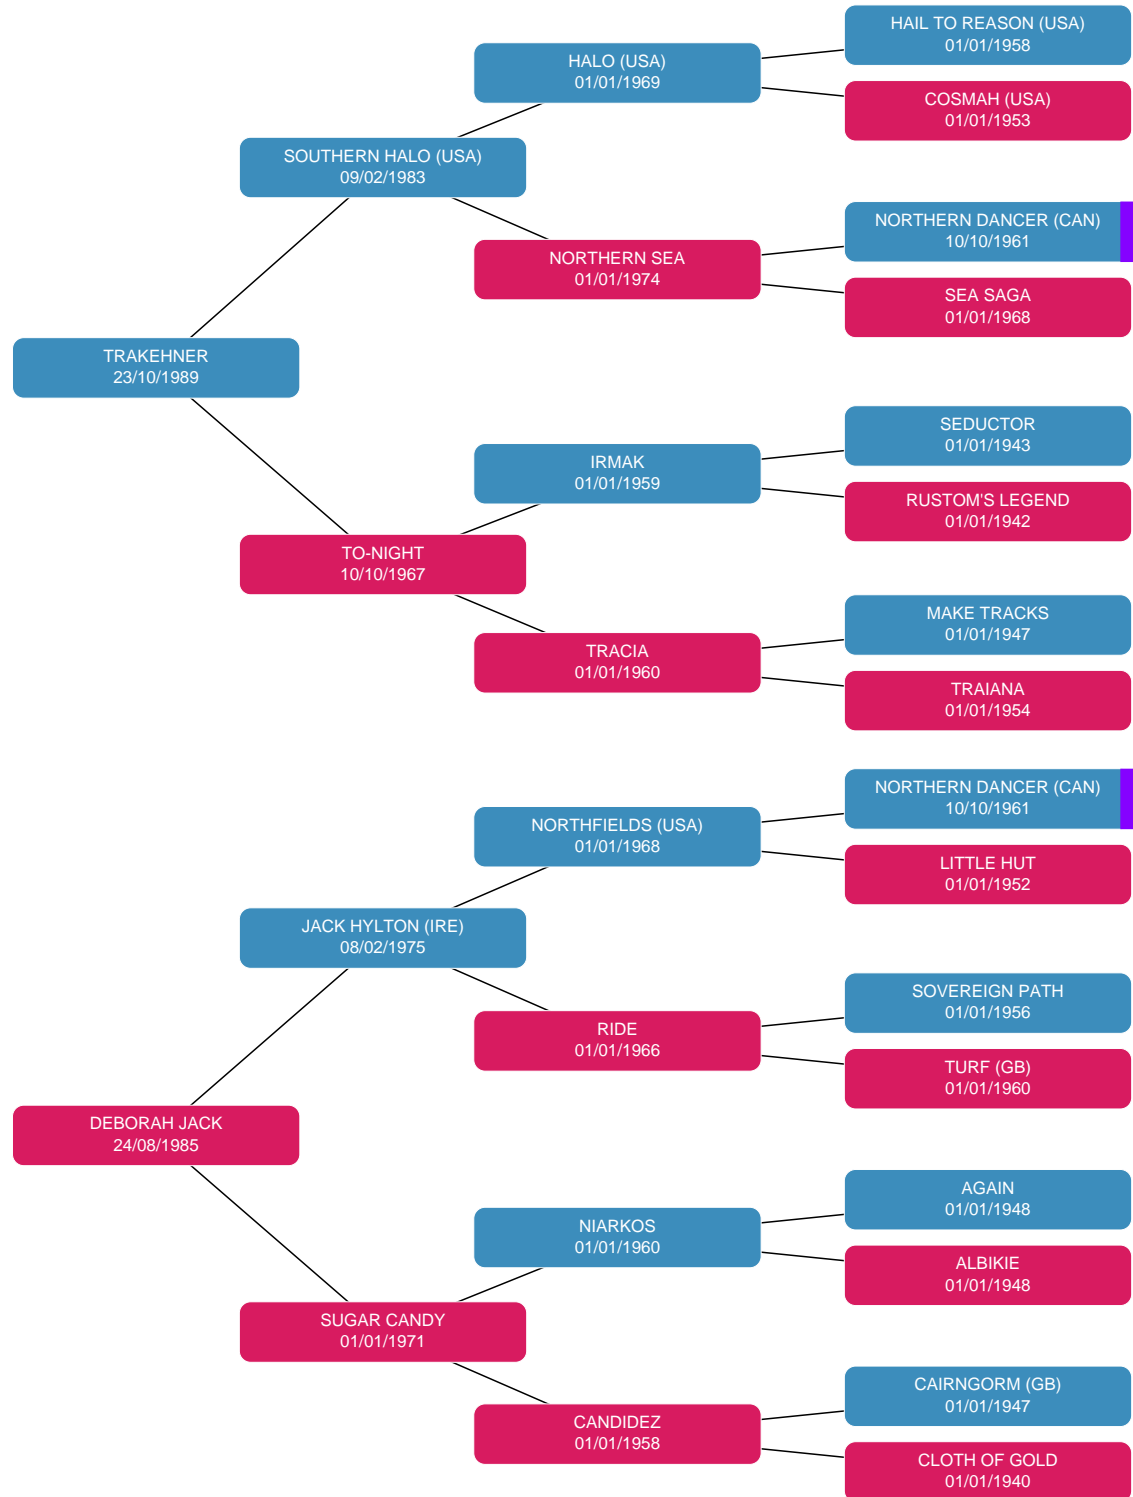 HAIL TO REASON (USA)
01/01/1958
HALO (USA)
01/01/1969
COSMAH (USA)
01/01/1953
SOUTHERN HALO (USA)
09/02/1983
NORTHERN DANCER (CAN)
10/10/1961
NORTHERN SEA
01/01/1974
SEA SAGA
01/01/1968
TRAKEHNER
23/10/1989
SEDUCTOR
01/01/1943
IRMAK
01/01/1959
RUSTOM'S LEGEND
01/01/1942
TO-NIGHT
10/10/1967
MAKE TRACKS
01/01/1947
TRACIA
01/01/1960
TRAIANA
01/01/1954
NORTHERN DANCER (CAN)
10/10/1961
NORTHFIELDS (USA)
01/01/1968
LITTLE HUT
01/01/1952
JACK HYLTON (IRE)
08/02/1975
SOVEREIGN PATH
01/01/1956
RIDE
01/01/1966
TURF (GB)
01/01/1960
DEBORAH JACK
24/08/1985
AGAIN
01/01/1948
NIARKOS
01/01/1960
ALBIKIE
01/01/1948
SUGAR CANDY
01/01/1971
CAIRNGORM (GB)
01/01/1947
CANDIDEZ
01/01/1958
CLOTH OF GOLD
01/01/1940